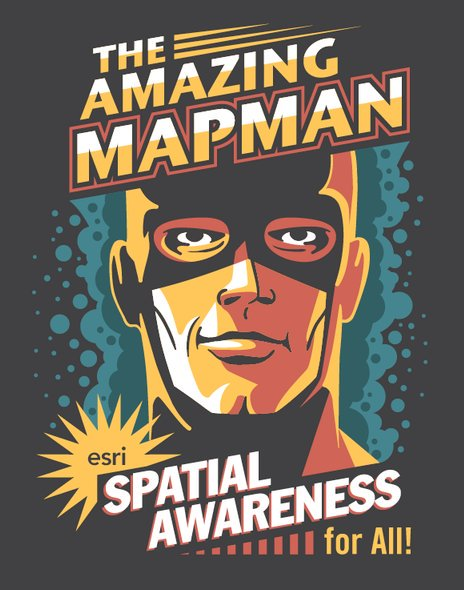 THE
AMAZING
MAPMAN
esri
SPATIAL
AWARENESS
for All!